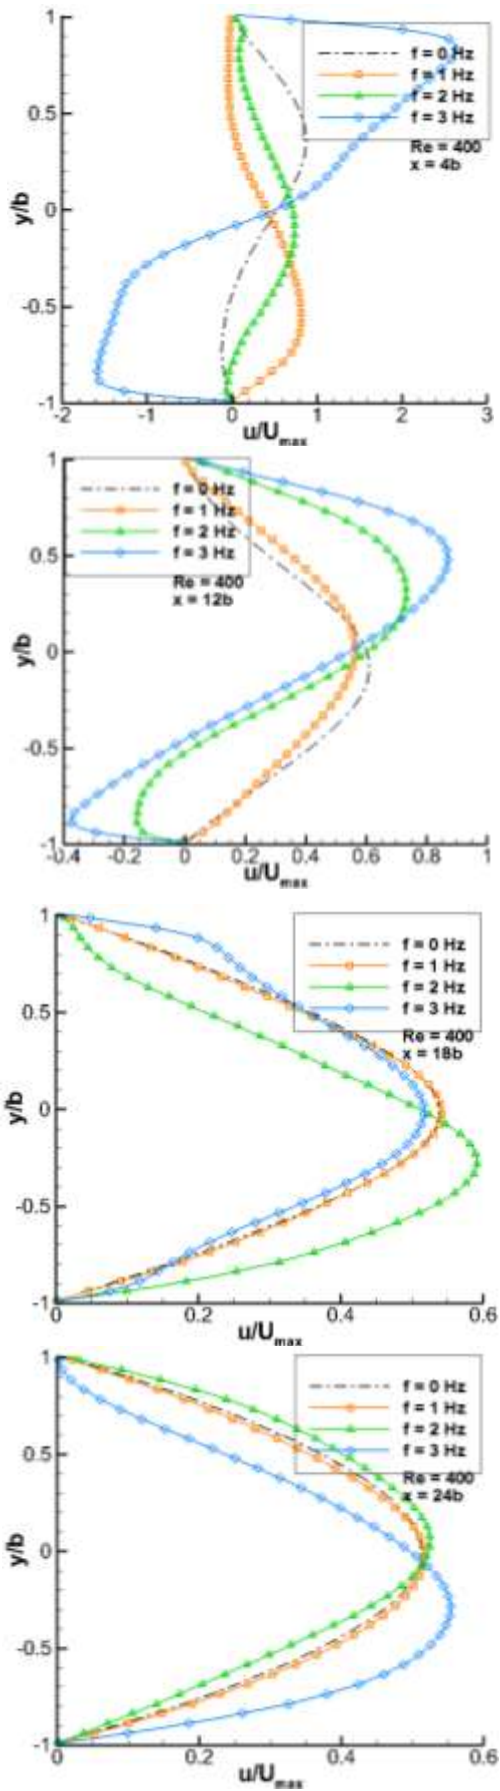 1
0.5
0
-0.5
-1
y/b
f = 0 Hz
f = 1 Hz
f = 2 Hz
f = 3 Hz
Re = 400
x = 4b
-2 -1 0 1 2 3
u/Umax
1
0.5
0
-0.5
-1
y/b
f = 0 Hz
f = 1 Hz
f = 2 Hz
f = 3 Hz
Re = 400
x = 12b
-0.4 -0.2 0 0.2 0.4 0.6 0.8 1
u/Umax
1
0.5
0
-0.5
-1
y/b
f = 0 Hz
f = 1 Hz
f = 2 Hz
f = 3 Hz
Re = 400
x = 18b
0 0.2 0.4 0.6
u/Umax
1
0.5
0
-0.5
-1
y/b
f = 0 Hz
f = 1 Hz
f = 2 Hz
f = 3 Hz
Re = 400
x = 24b
0 0.2 0.4 0.6
u/Umax